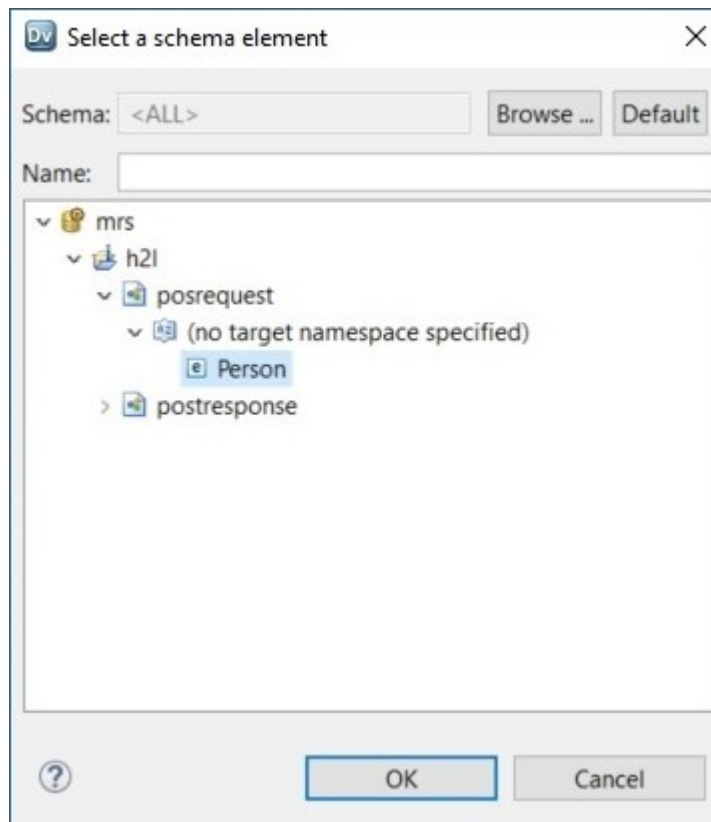 Dv Select a schema element
Schema: <ALL> Browse ... Default
Name:
mrs
h2l
posrequest
(no target namespace specified)
e Person
postresponse
? OK Cancel